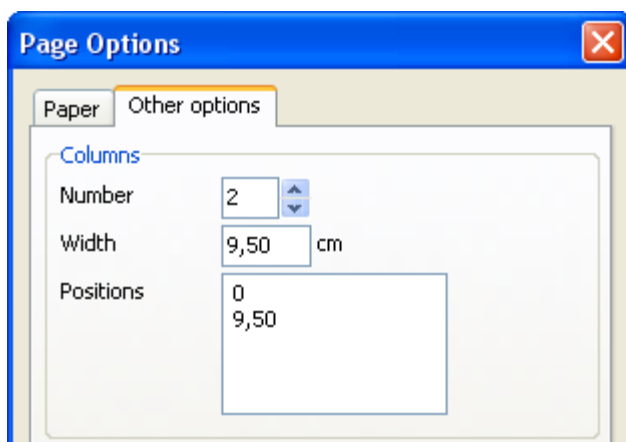 Page Options
Paper Other options
Columns
Number 2
Width 9,50 cm
Positions 0
9,50